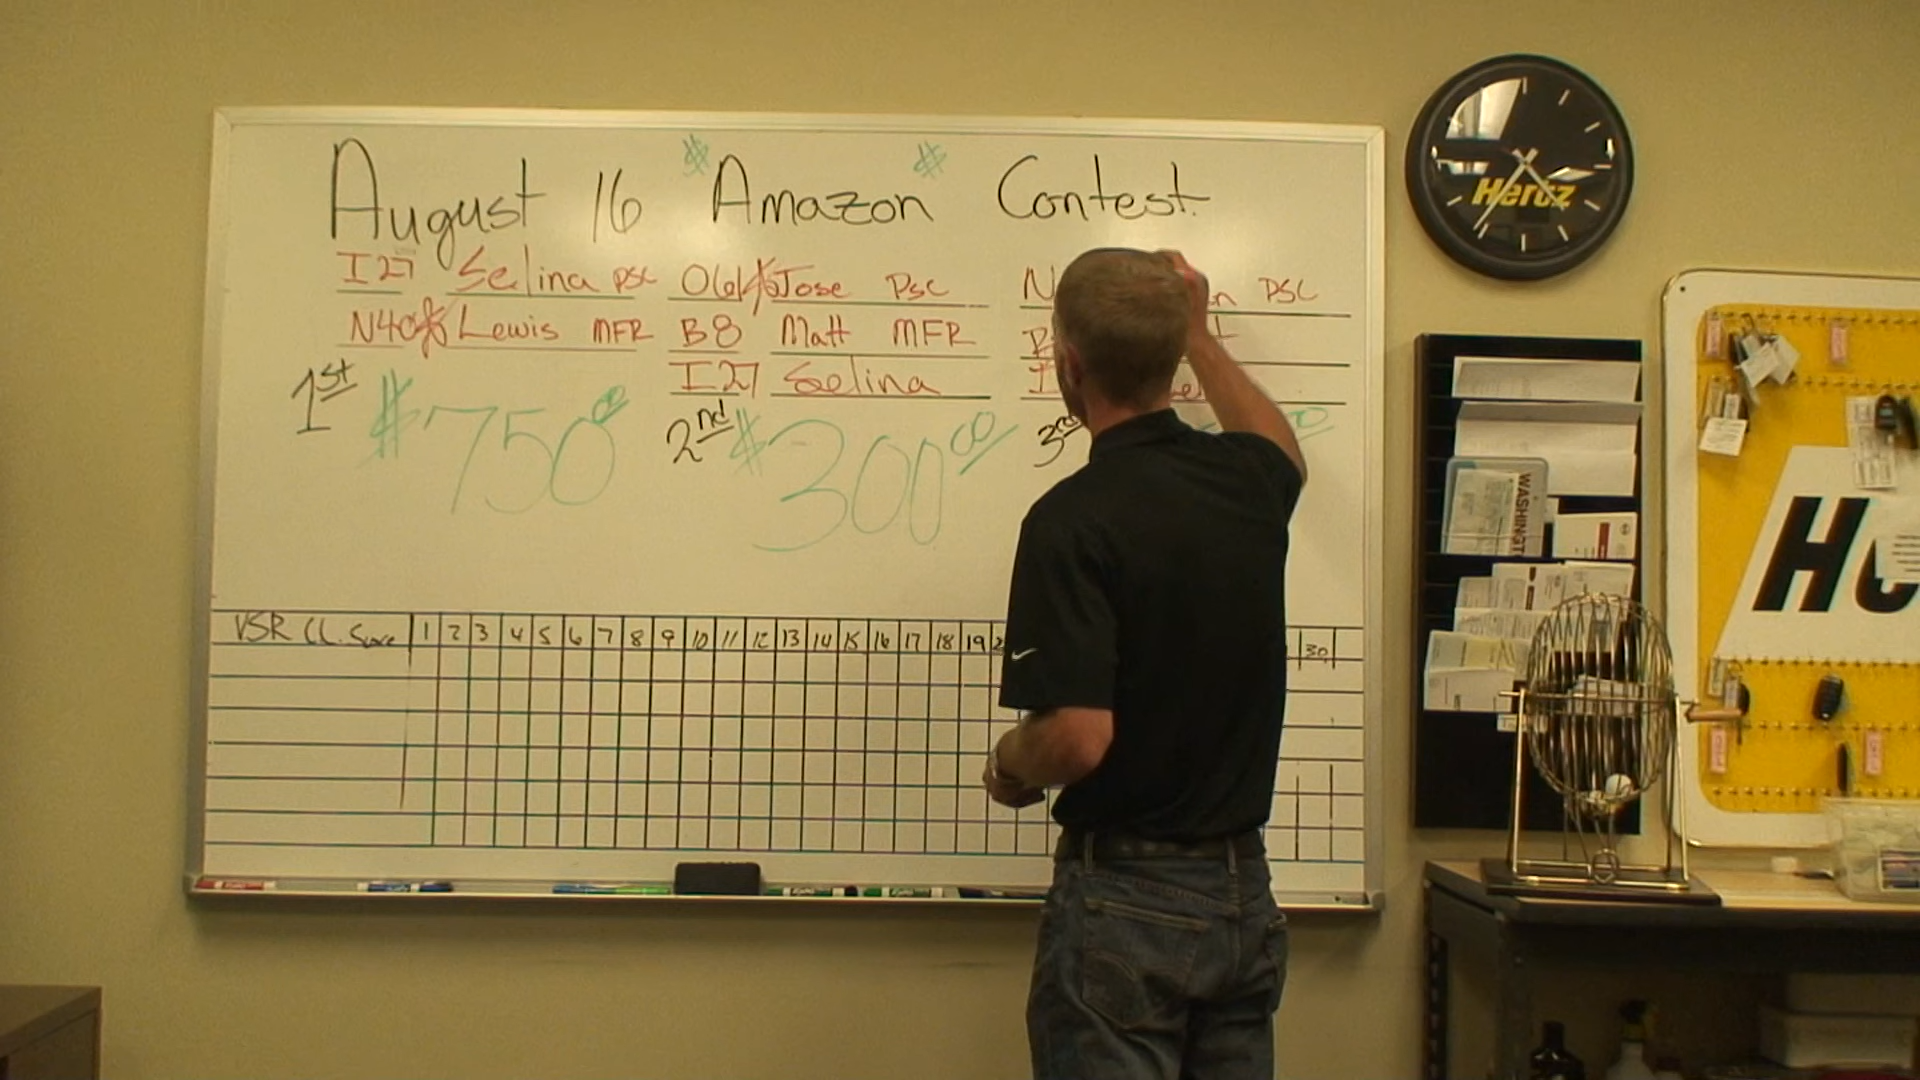 August 16 $Amazon$ Contest
I27 Selina PSC O61 Jose PSC N PSC
N40 Lewis MFR B8 Matt MFR
I27 Selina
1st $750.00 2nd $300.00 3rd
VSR CL. Score 1 2 3 4 5 6 7 8 9 10 11 12 13 14 15 16 17 18 19 30
Hertz
WASHINGT
H